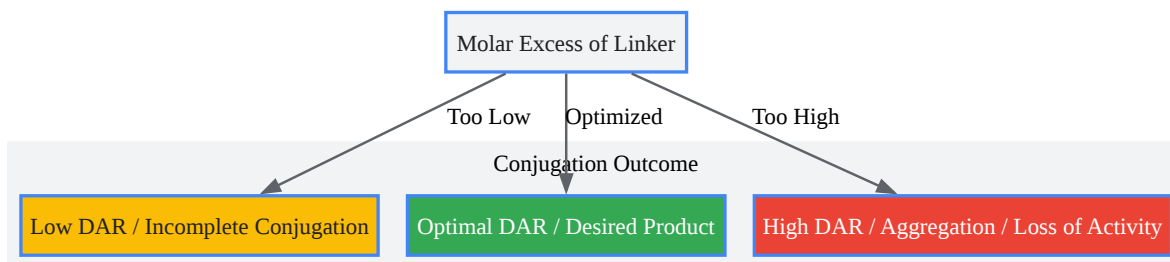 Molar Excess of Linker
Too Low
Optimized
Too High
Conjugation Outcome
Low DAR / Incomplete Conjugation
Optimal DAR / Desired Product
High DAR / Aggregation / Loss of Activity